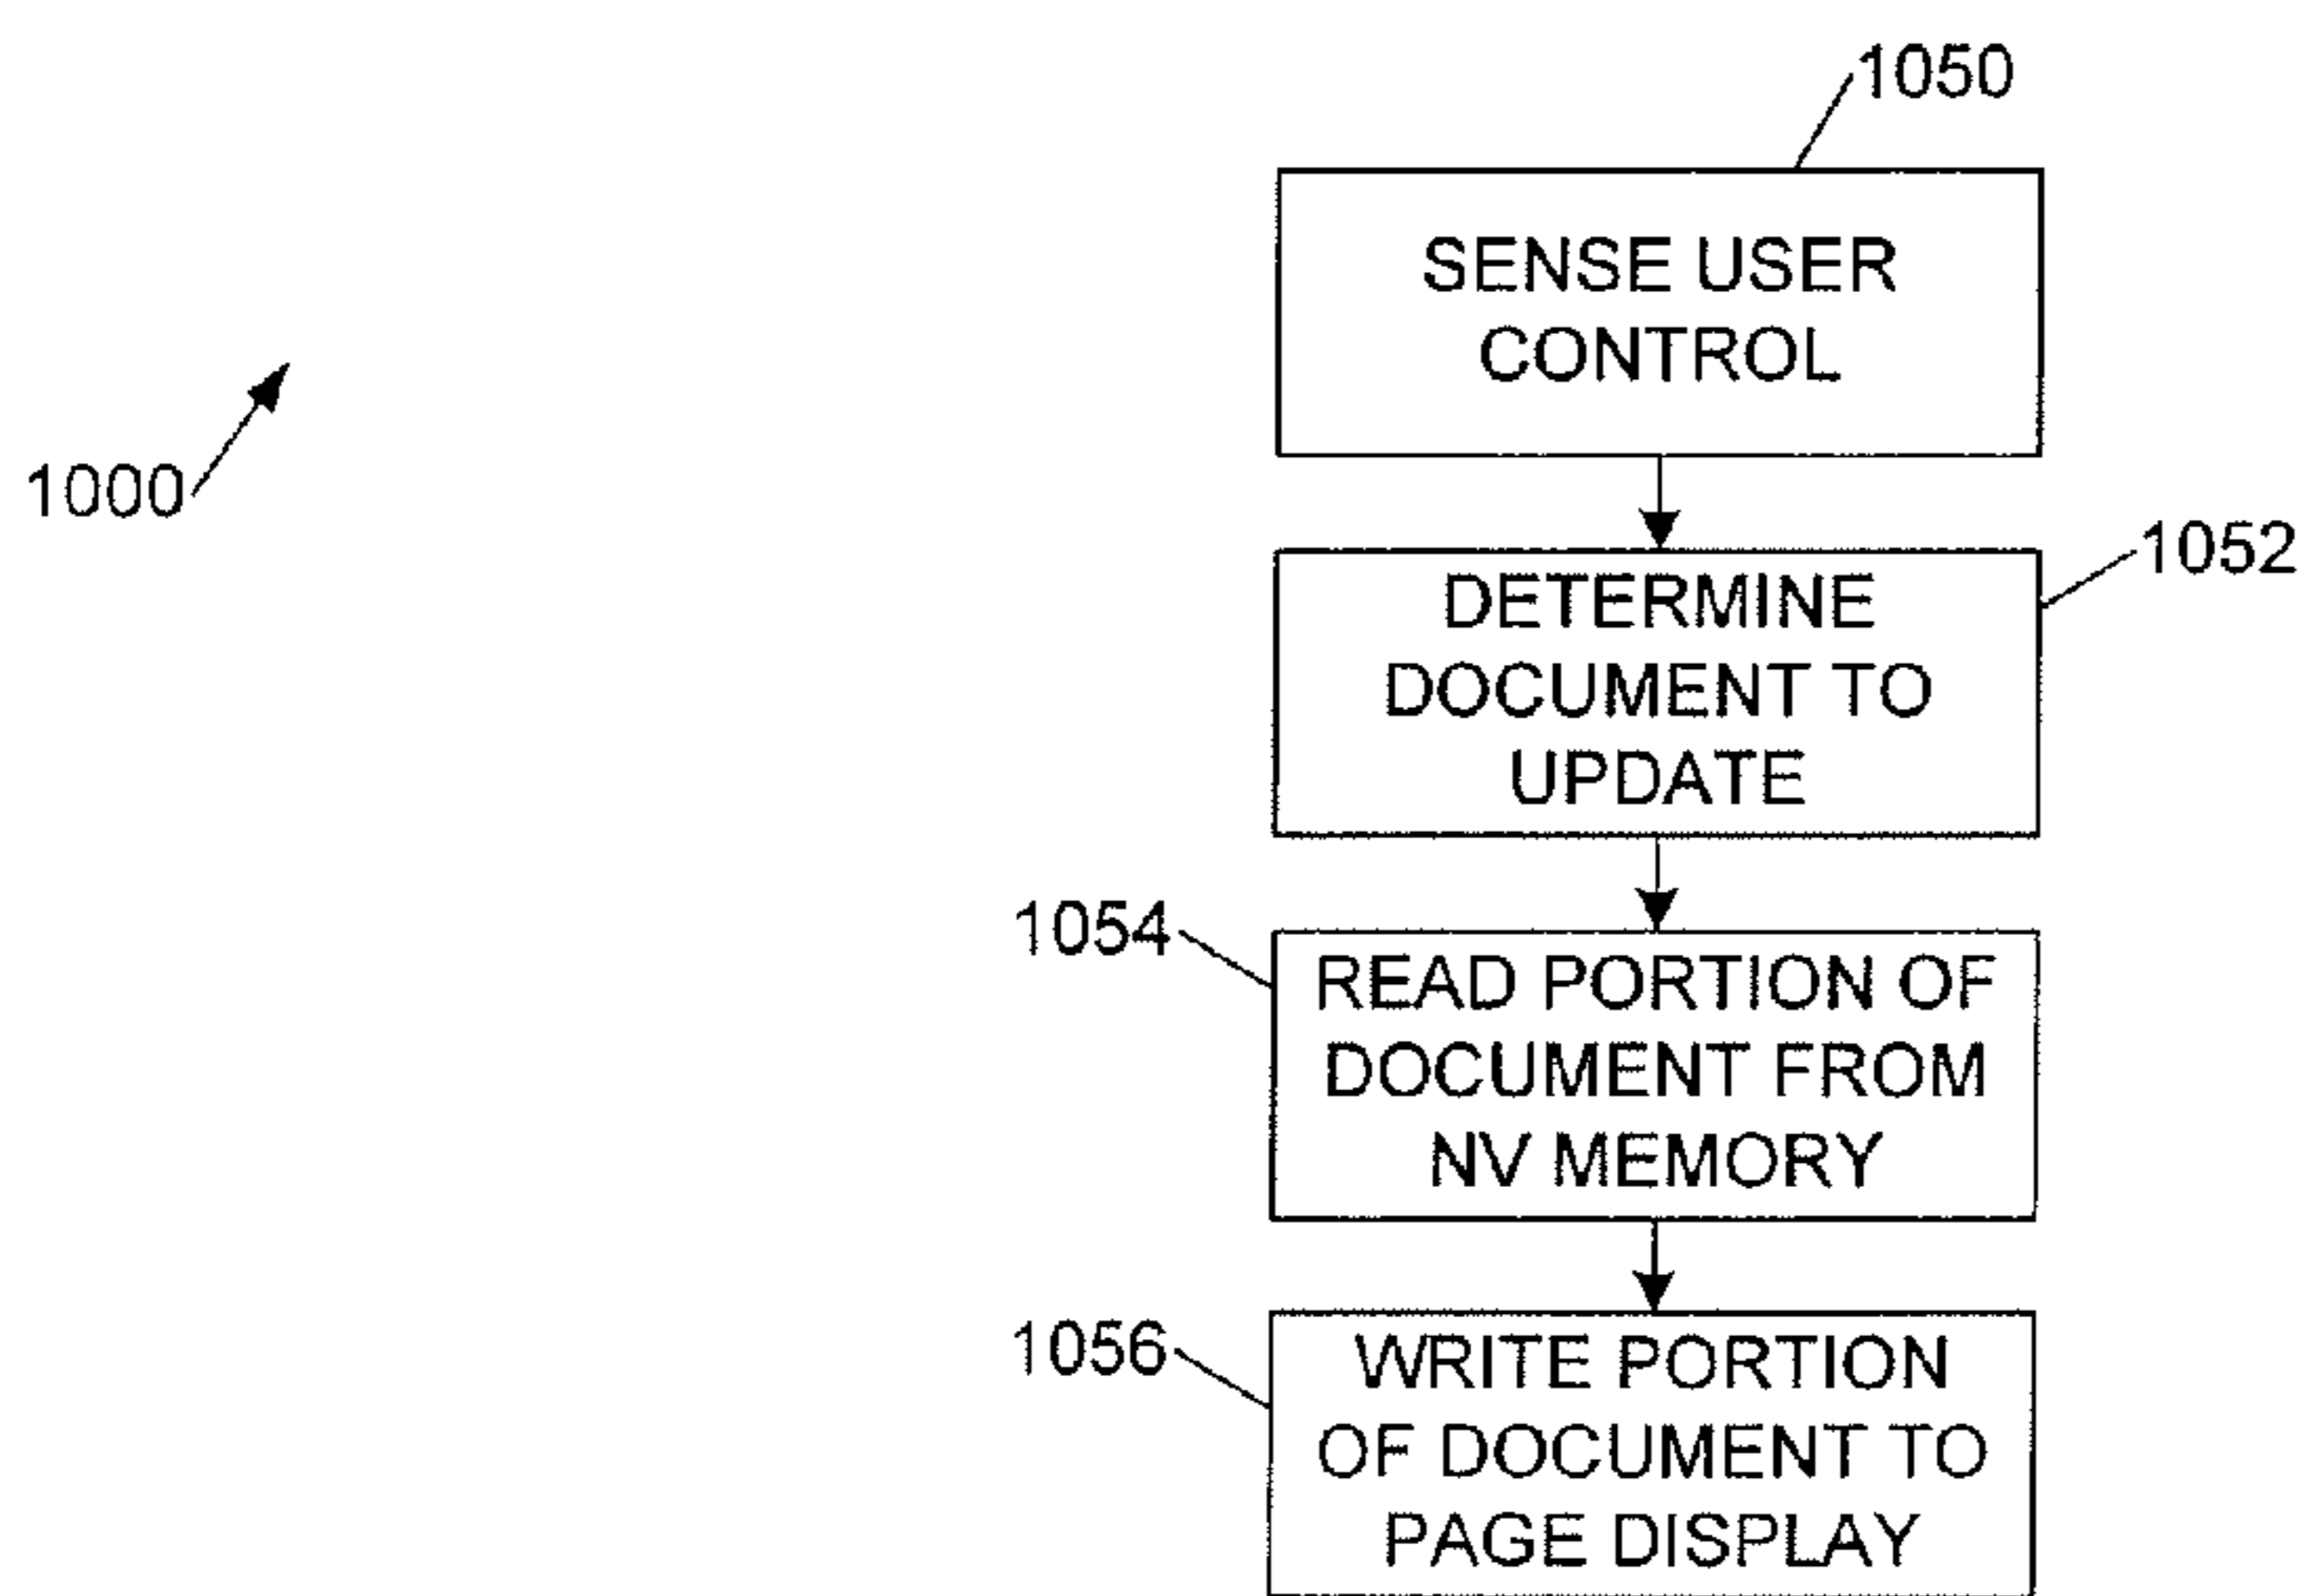 1050
SENSE USER
CONTROL
1000
1052
DETERMINE
DOCUMENT TO
UPDATE
1054
READ PORTION OF
DOCUMENT FROM
NV MEMORY
1056
WRITE PORTION
OF DOCUMENT TO
PAGE DISPLAY